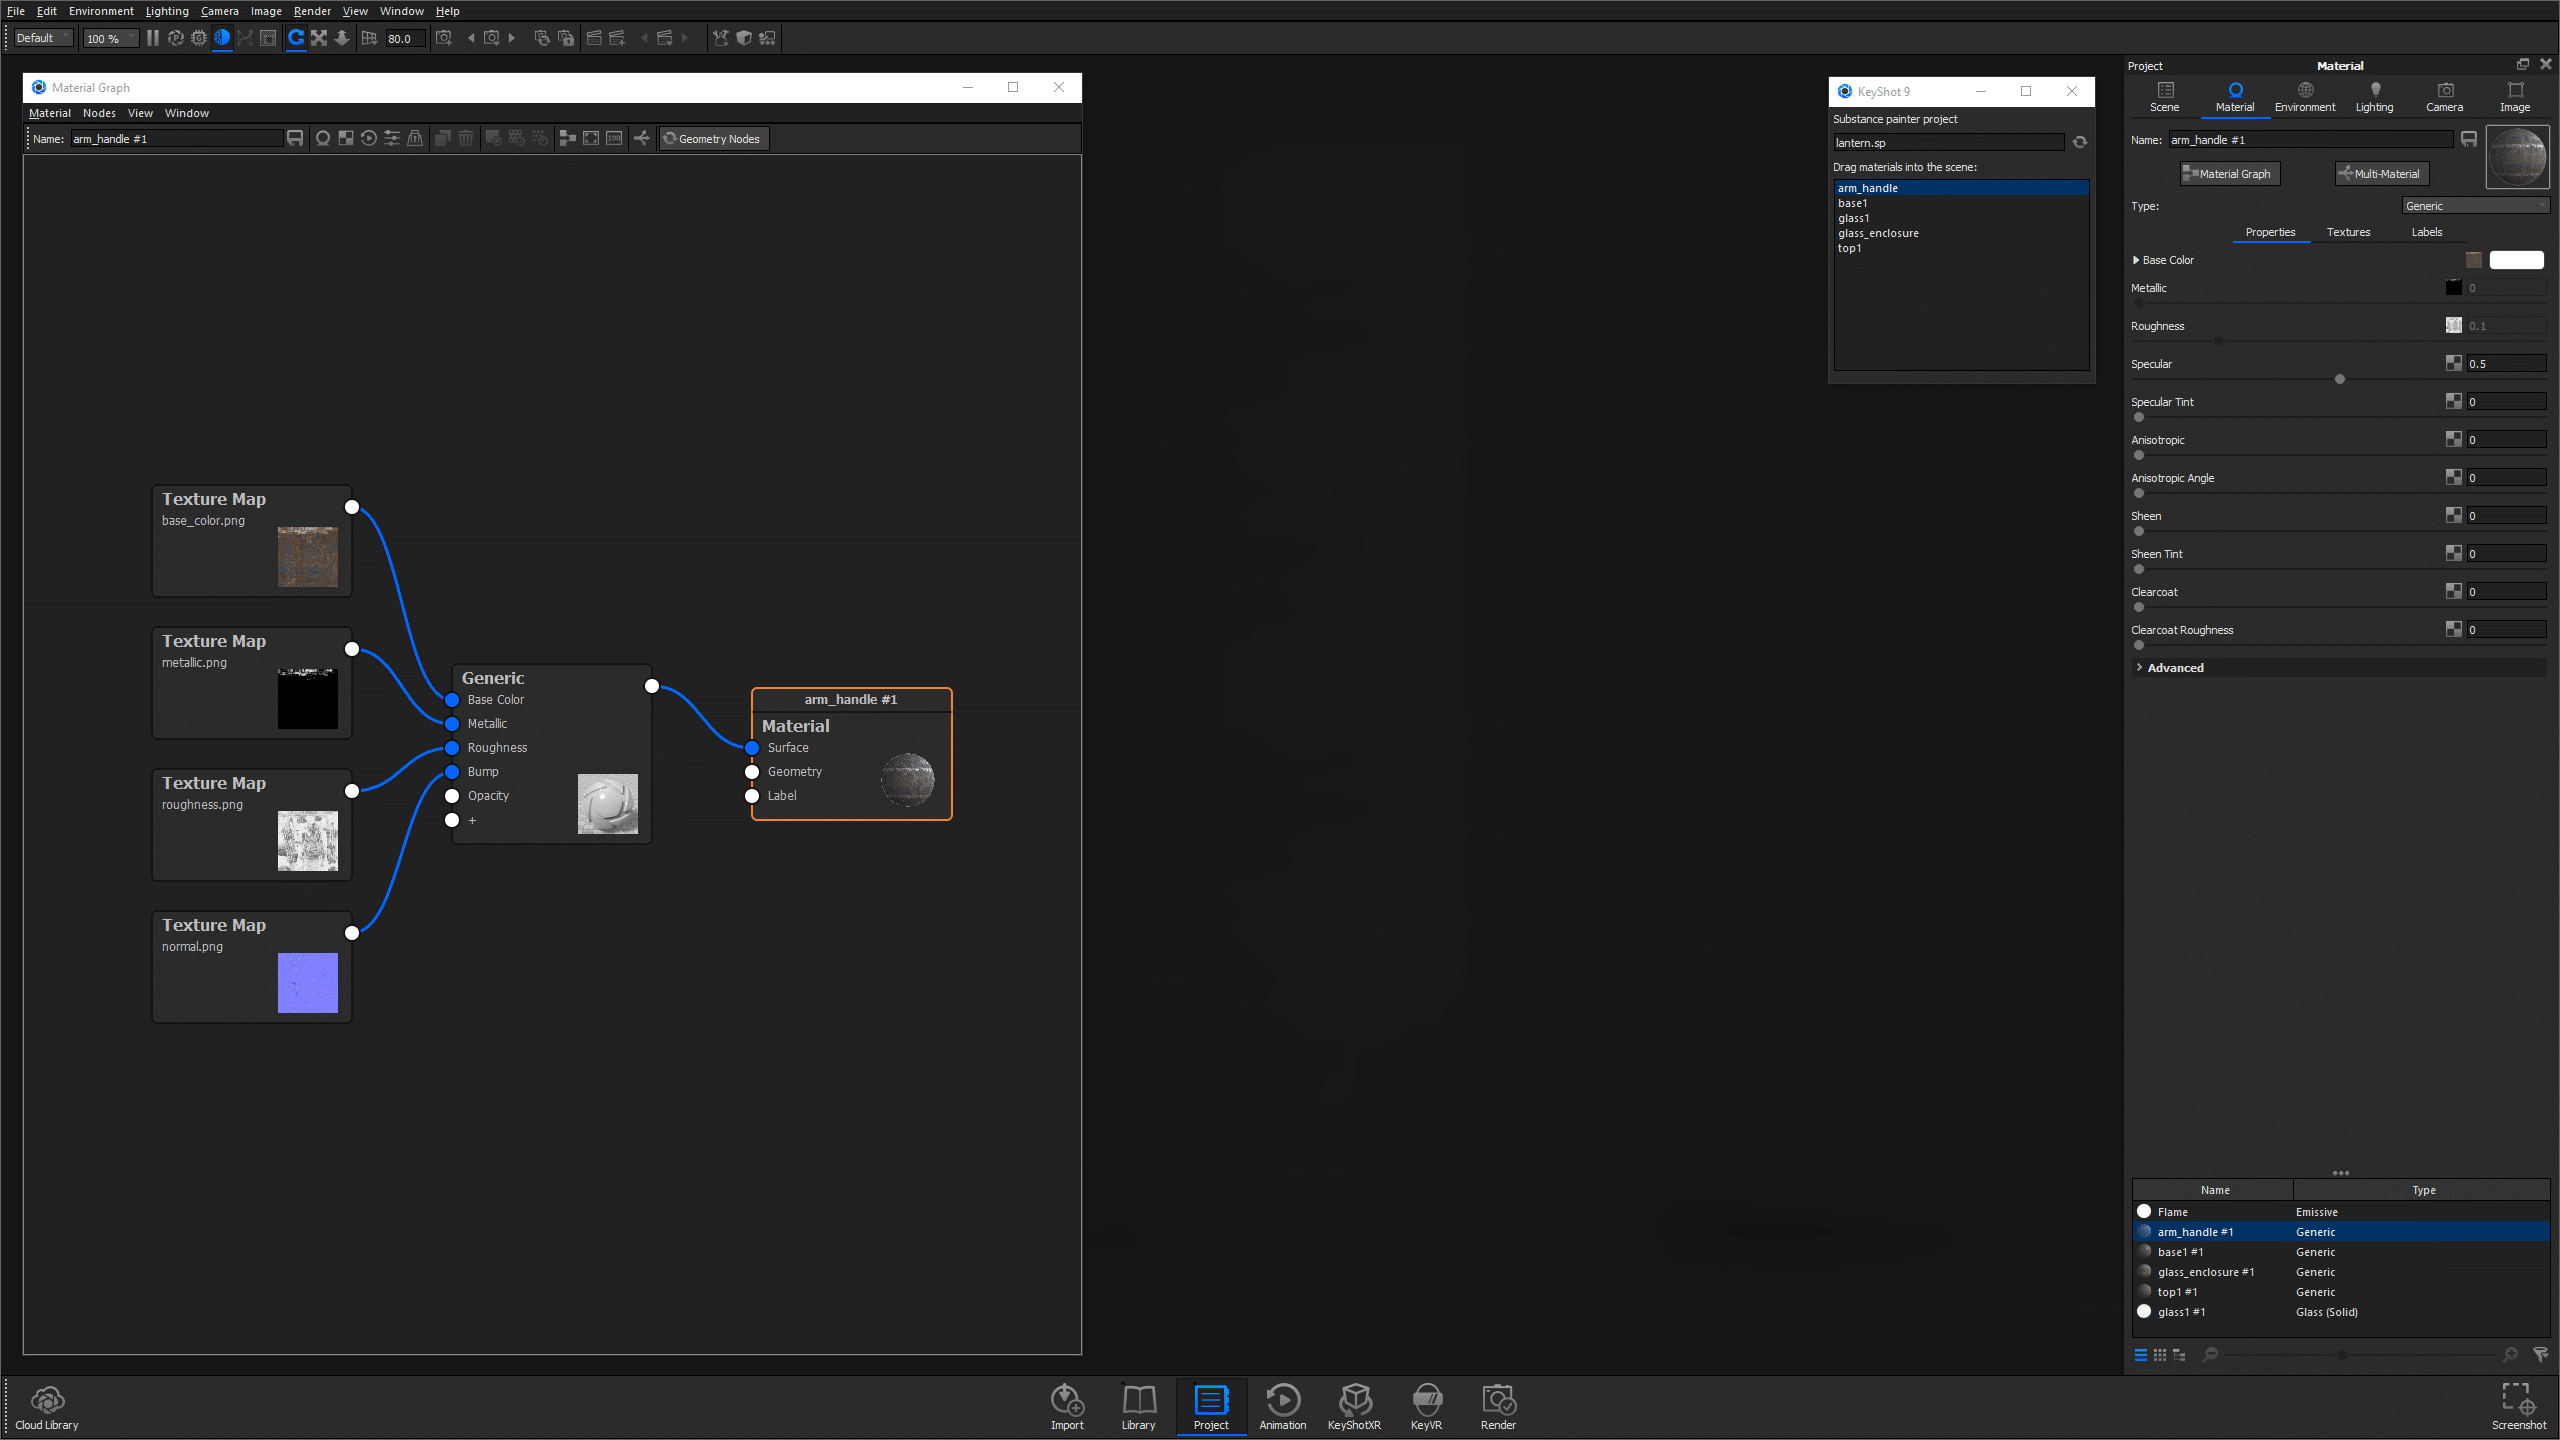 File Edit Environment Lighting Camera Image Render View Window Help
Default 100 % 80.0
Material Graph
Material Nodes View Window
Name: arm_handle #1 100 Geometry Nodes
Texture Map
base_color.png
Texture Map
metallic.png
Texture Map
roughness.png
Texture Map
normal.png
Generic
Base Color
Metallic
Roughness
Bump
Opacity
+
arm_handle #1
Material
Surface
Geometry
Label
KeyShot 9
Substance painter project
lantern.sp
Drag materials into the scene:
arm_handle
base1
glass1
glass_enclosure
top1
Project Material
Scene Material Environment Lighting Camera Image
Name: arm_handle #1
Material Graph Multi-Material
Type: Generic
Properties Textures Labels
Base Color
Metallic 0
Roughness 0.1
Specular 0.5
Specular Tint 0
Anisotropic 0
Anisotropic Angle 0
Sheen 0
Sheen Tint 0
Clearcoat 0
Clearcoat Roughness 0
Advanced
Name Type
Flame Emissive
arm_handle #1 Generic
base1 #1 Generic
glass_enclosure #1 Generic
top1 #1 Generic
glass1 #1 Glass (Solid)
Cloud Library Import Library Project Animation KeyShotXR KeyVR Render Screenshot